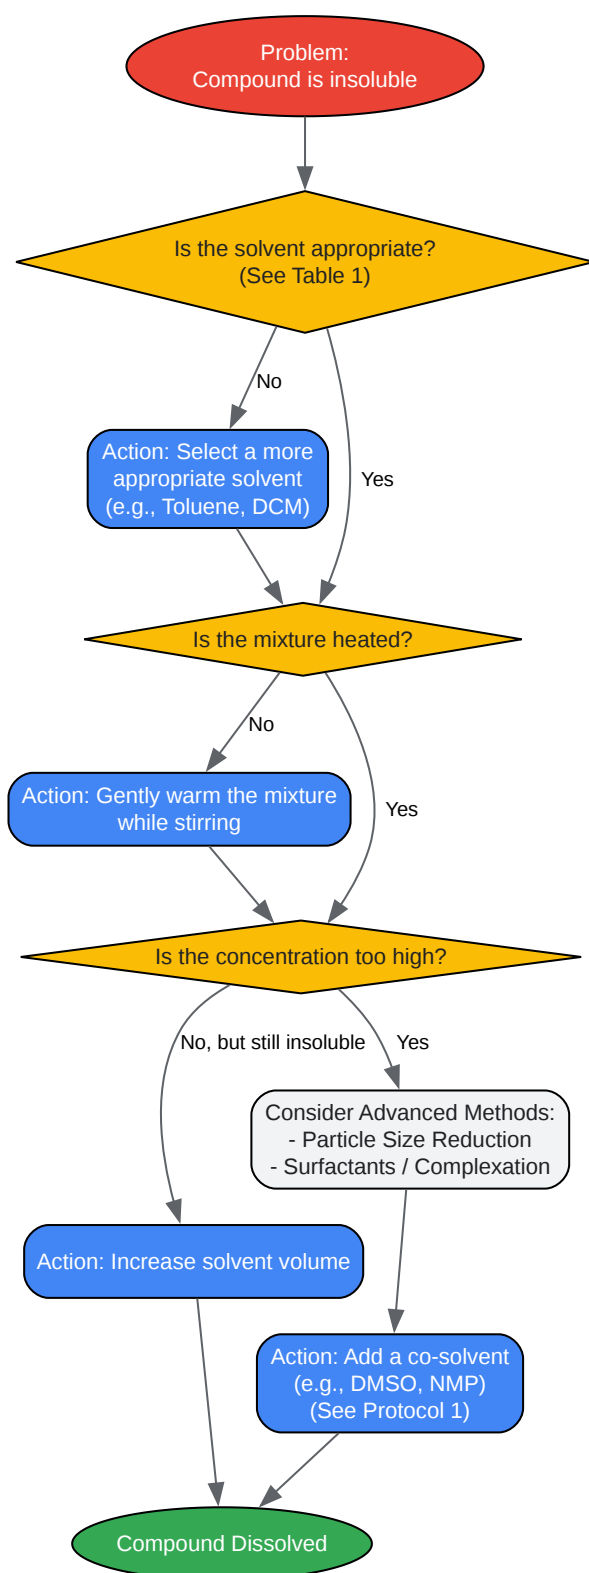 Problem:
Compound is insoluble
Is the solvent appropriate?
(See Table 1)
No
Action: Select a more
appropriate solvent
(e.g., Toluene, DCM)
Yes
Is the mixture heated?
No
Action: Gently warm the mixture
while stirring
Yes
Is the concentration too high?
No, but still insoluble
Yes
Consider Advanced Methods:
- Particle Size Reduction
- Surfactants / Complexation
Action: Increase solvent volume
Action: Add a co-solvent
(e.g., DMSO, NMP)
(See Protocol 1)
Compound Dissolved